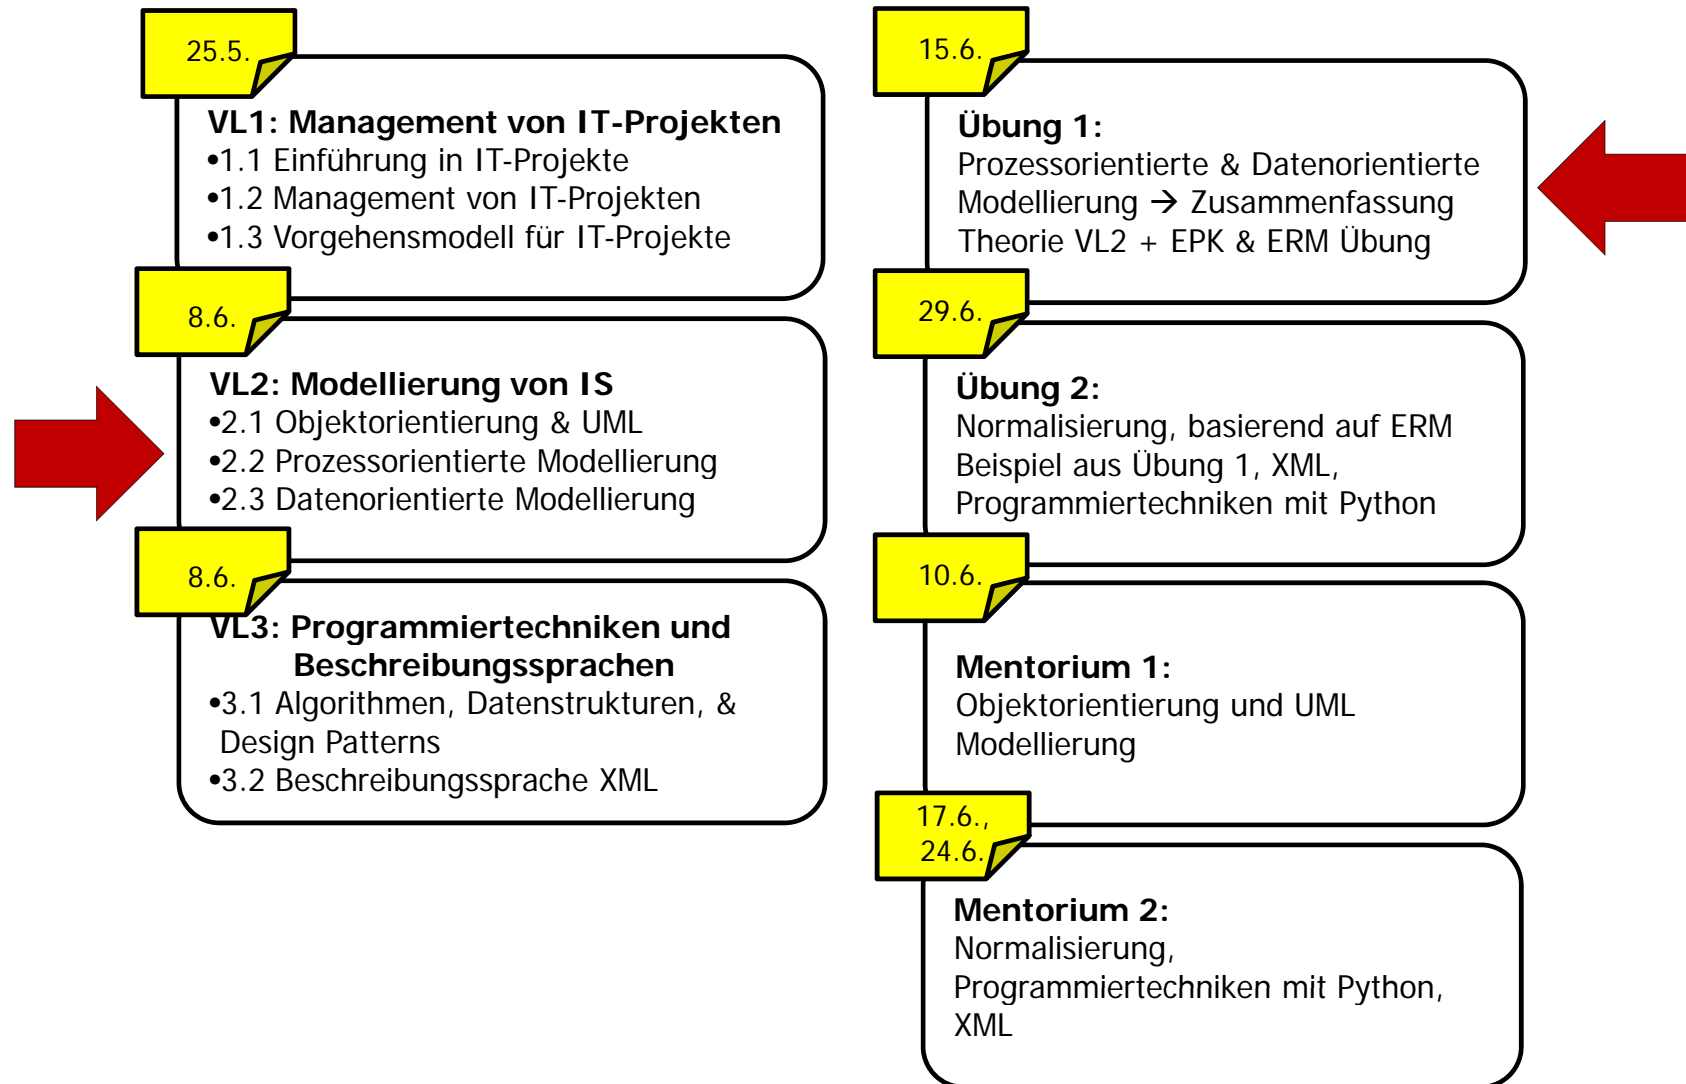 25.5.
VL1: Management von IT-Projekten
•1.1 Einführung in IT-Projekte
•1.2 Management von IT-Projekten
•1.3 Vorgehensmodell für IT-Projekte
8.6.
VL2: Modellierung von IS
•2.1 Objektorientierung & UML
•2.2 Prozessorientierte Modellierung
•2.3 Datenorientierte Modellierung
8.6.
VL3: Programmiertechniken und
Beschreibungssprachen
•3.1 Algorithmen, Datenstrukturen, &
Design Patterns
•3.2 Beschreibungssprache XML
15.6.
Übung 1:
Prozessorientierte & Datenorientierte
Modellierung → Zusammenfassung
Theorie VL2 + EPK & ERM Übung
29.6.
Übung 2:
Normalisierung, basierend auf ERM
Beispiel aus Übung 1, XML,
Programmiertechniken mit Python
10.6.
Mentorium 1:
Objektorientierung und UML
Modellierung
17.6.,
24.6.
Mentorium 2:
Normalisierung,
Programmiertechniken mit Python,
XML